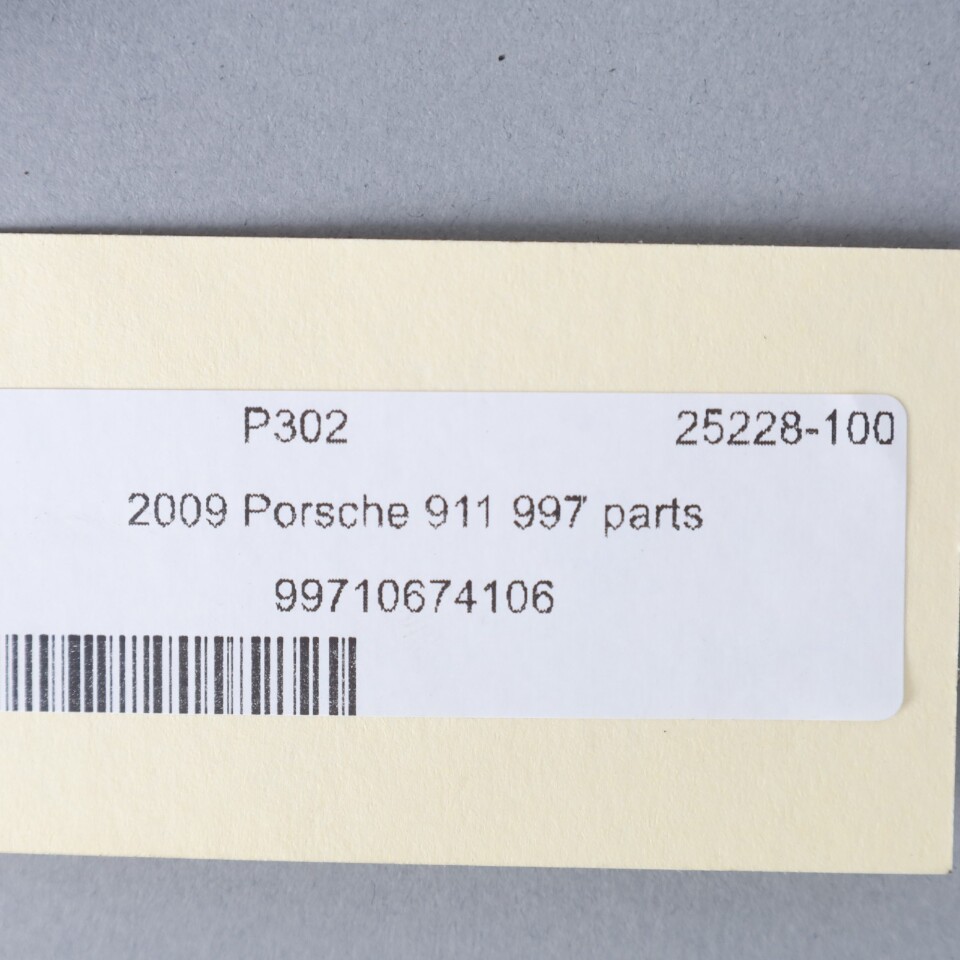 P302 25228-100
2009 Porsche 911 997 parts
99710674106